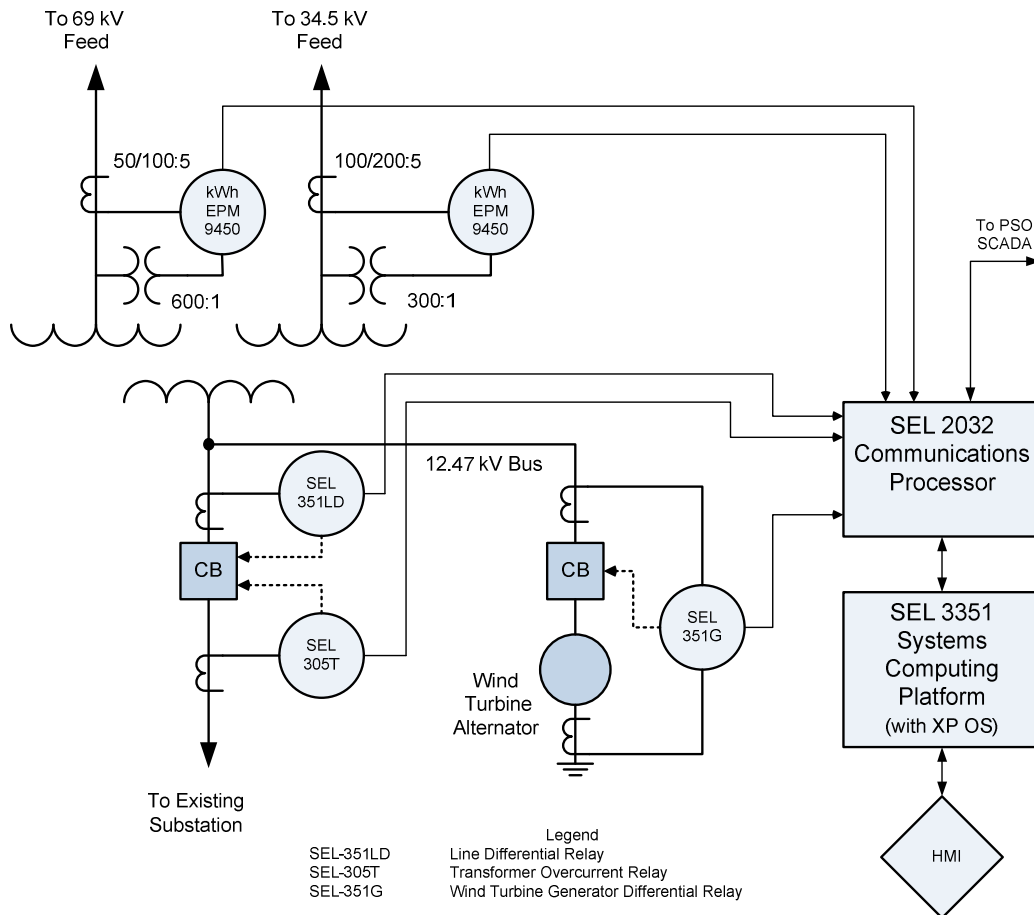 To 69 kV
Feed
To 34.5 kV
Feed
50/100:5
100/200:5
kWh
EPM
9450
kWh
EPM
9450
600:1
300:1
To PSO
SCADA
SEL 2032
Communications
Processor
12.47 kV Bus
SEL
351LD
CB
SEL
305T
CB
SEL
351G
Wind
Turbine
Alternator
SEL 3351
Systems
Computing
Platform
(with XP OS)
To Existing
Substation
HMI
Legend
SEL-351LD Line Differential Relay
SEL-305T Transformer Overcurrent Relay
SEL-351G Wind Turbine Generator Differential Relay